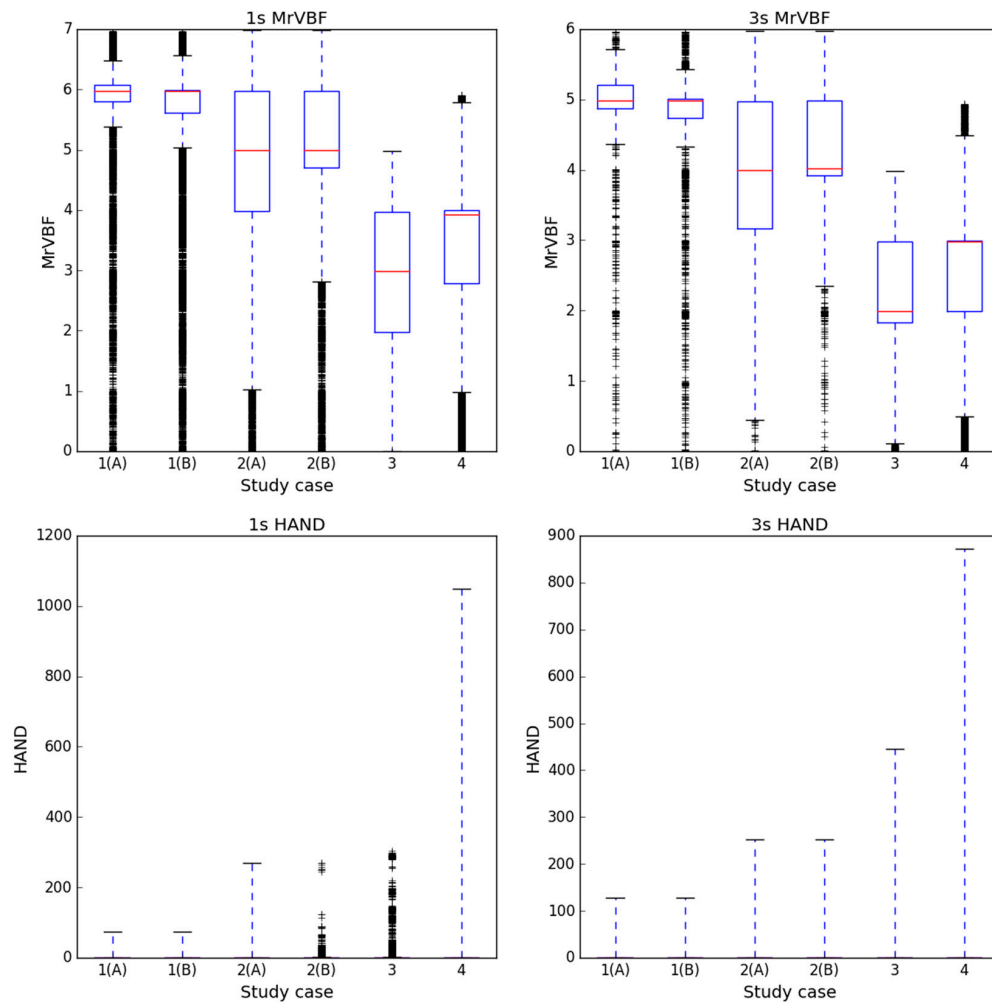 1s MrVBF
7
6
5
4
3
2
1
0
MrVBF
1(A) 1(B) 2(A) 2(B) 3 4
Study case
3s MrVBF
6
5
4
3
2
1
0
MrVBF
1(A) 1(B) 2(A) 2(B) 3 4
Study case
1s HAND
1200
1000
800
600
400
200
0
HAND
1(A) 1(B) 2(A) 2(B) 3 4
Study case
3s HAND
900
800
700
600
500
400
300
200
100
0
HAND
1(A) 1(B) 2(A) 2(B) 3 4
Study case